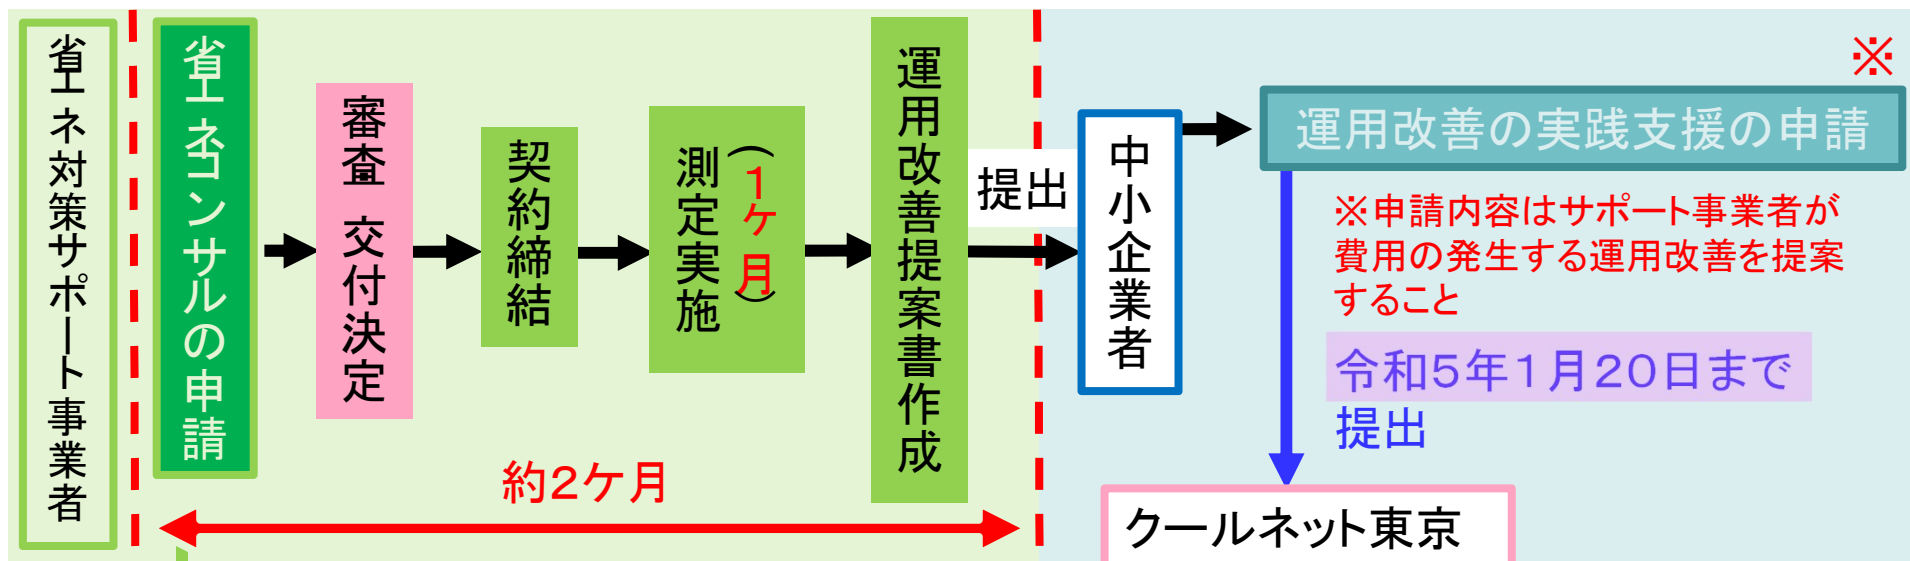 省エネ対策サポート事業者
省エネコンサルの申請
審査 交付決定
契約締結
測定実施
(1ヶ月)
運用改善提案書作成
約2ケ月
提出
中小企業者
※
運用改善の実践支援の申請
※申請内容はサポート事業者が
費用の発生する運用改善を提案
すること
令和5年1月20日まで
提出
クールネット東京